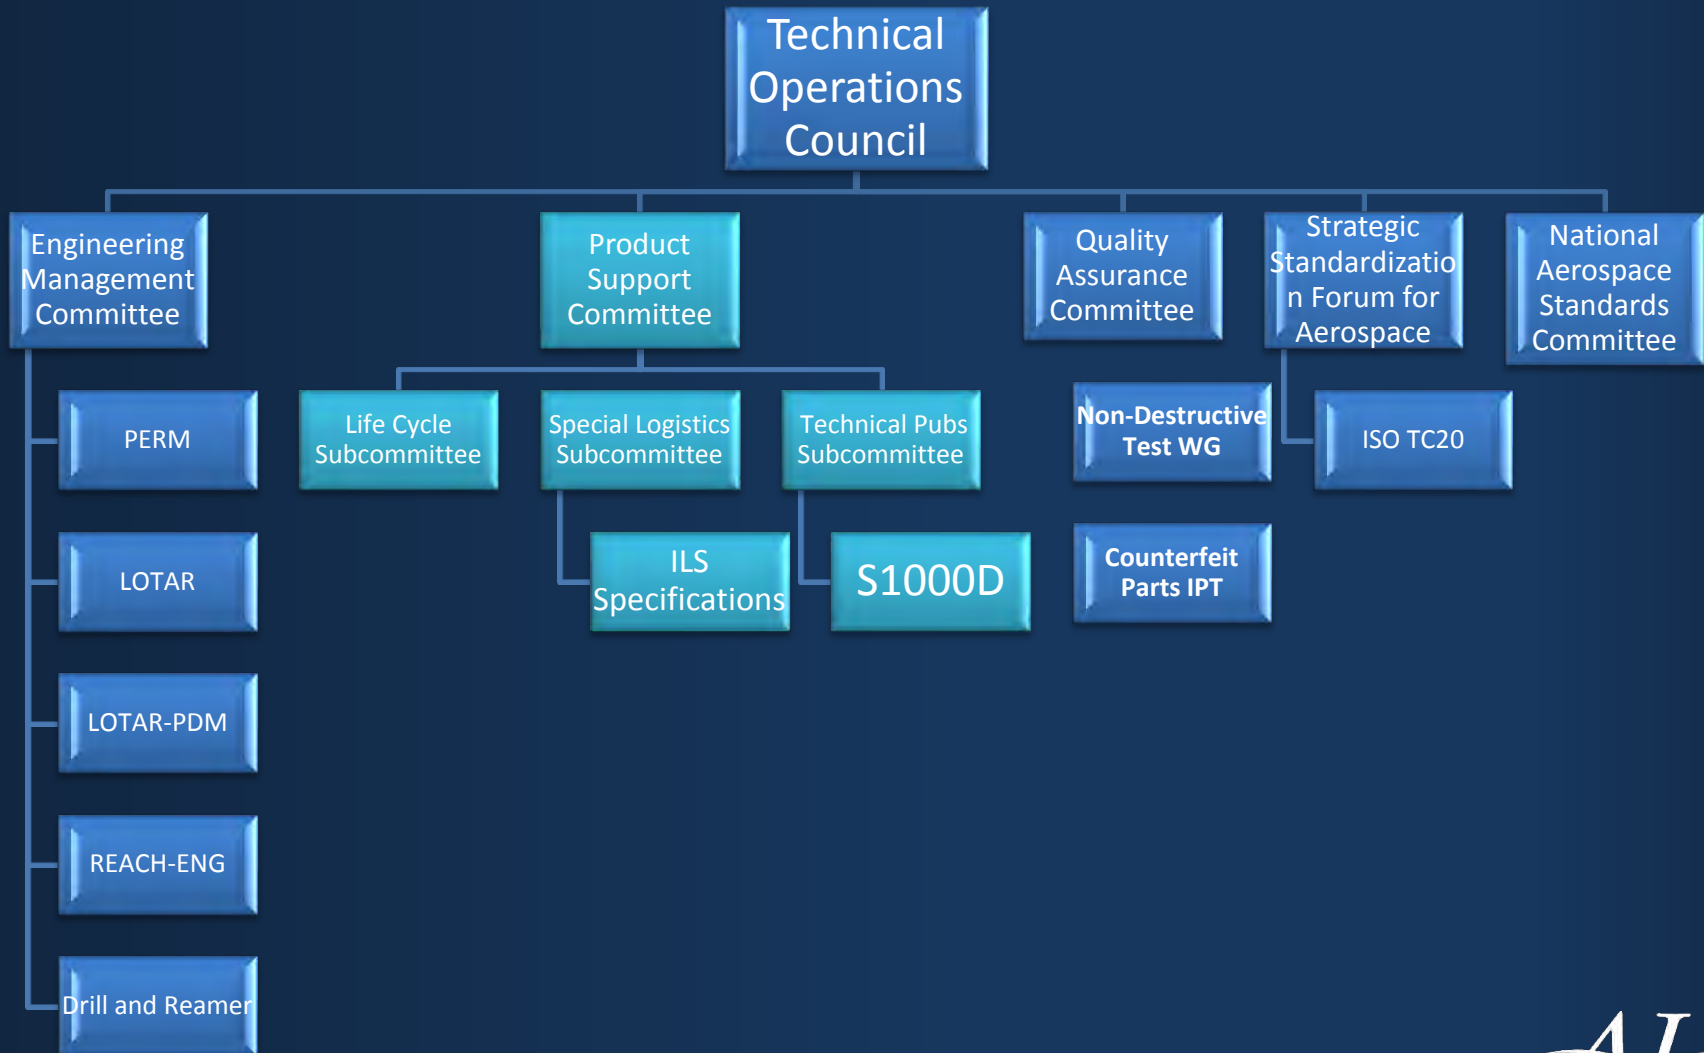 Technical
Operations
Council
Engineering
Management
Committee
Product
Support
Committee
Quality
Assurance
Committee
Strategic
Standardizatio
n Forum for
Aerospace
National
Aerospace
Standards
Committee
PERM
LOTAR
LOTAR-PDM
REACH-ENG
Drill and Reamer
Life Cycle
Subcommittee
Special Logistics
Subcommittee
Technical Pubs
Subcommittee
ILS
Specifications
S1000D
Non-Destructive
Test WG
Counterfeit
Parts IPT
ISO TC20